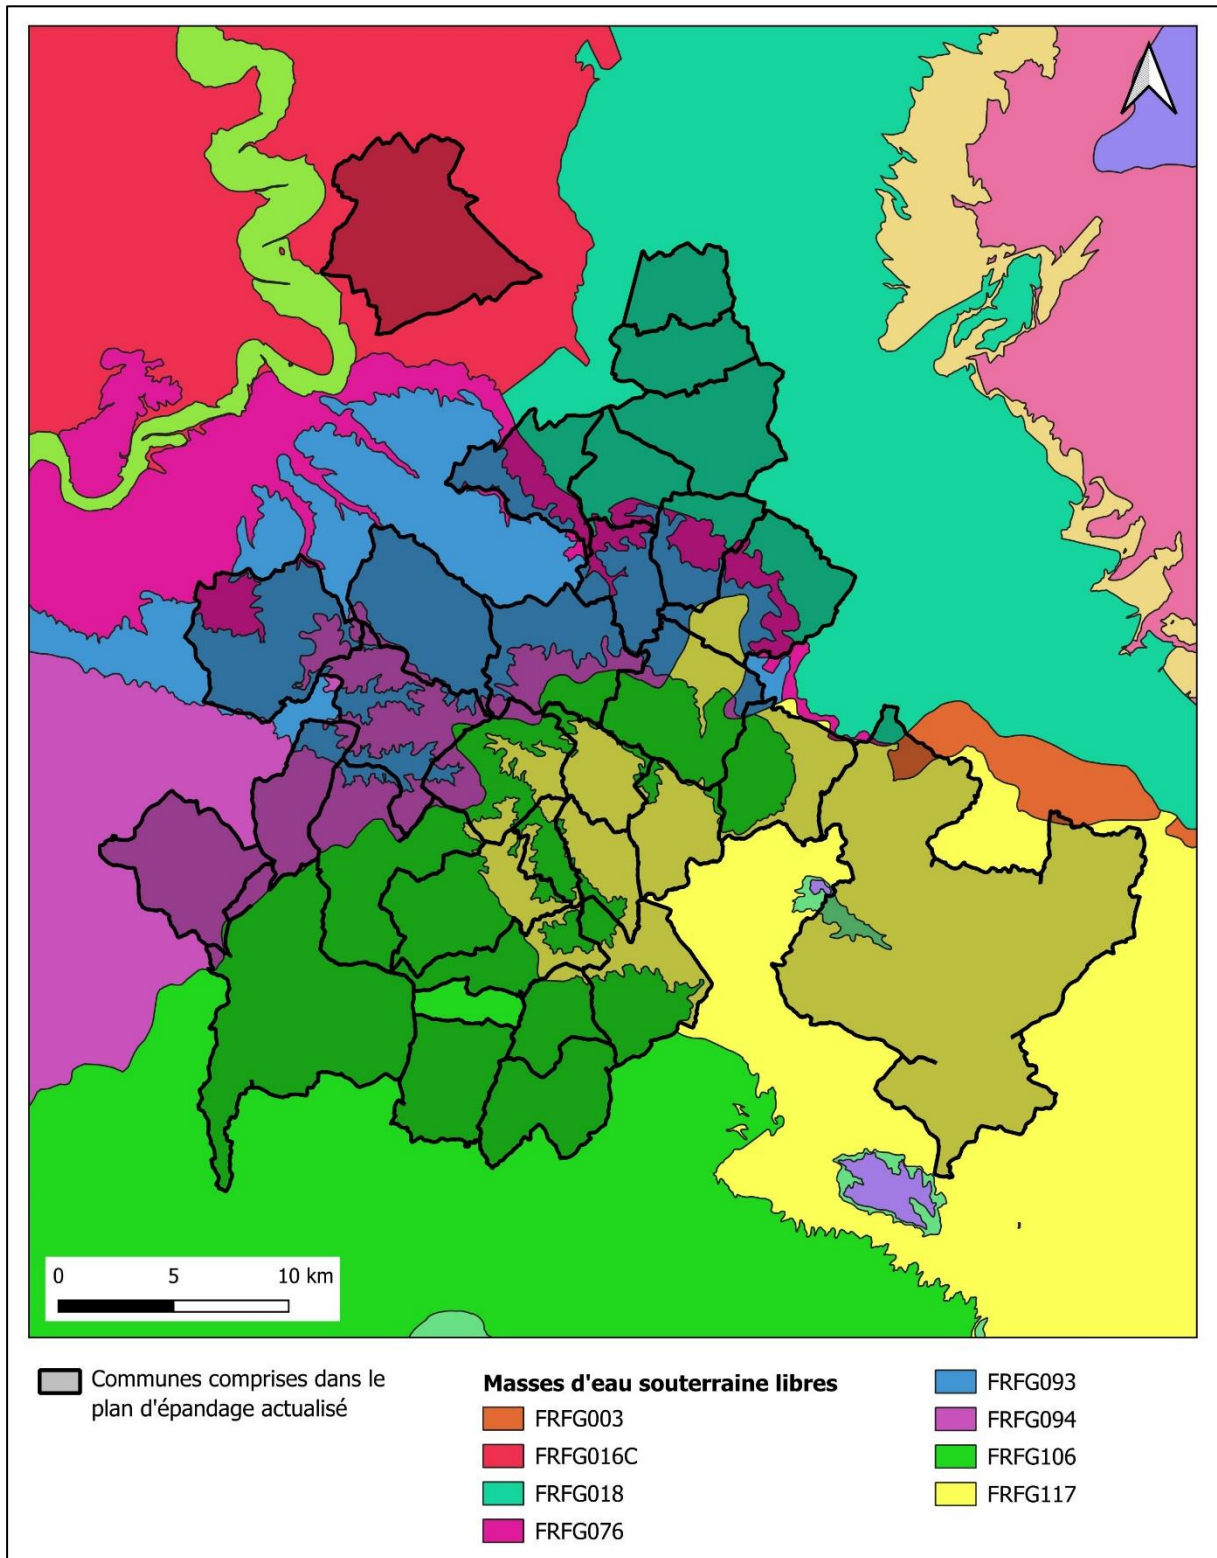 0 5 10 km
Communes comprises dans le
plan d'épandage actualisé
Masses d'eau souterraine libres
FRFG003
FRFG016C
FRFG018
FRFG076
FRFG093
FRFG094
FRFG106
FRFG117